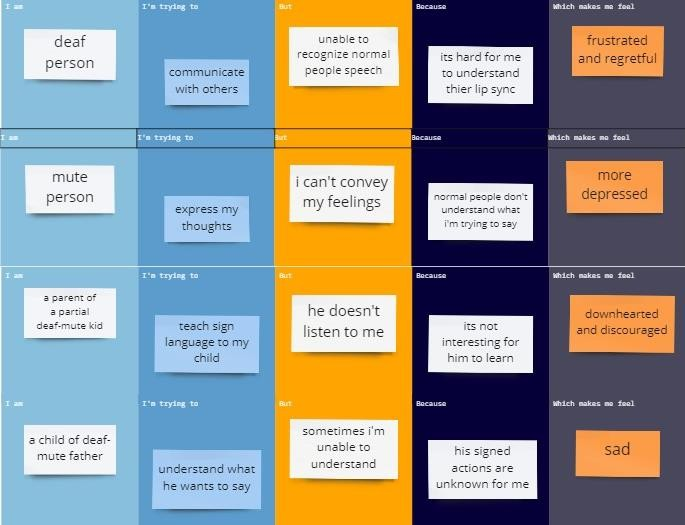 I am
I'm trying to
But
Because
Which makes me feel
deaf
person
communicate
with others
unable to
recognize normal
people speech
its hard for me
to understand
thier lip sync
frustrated
and regretful
I am
I'm trying to
But
Because
Which makes me feel
mute
person
express my
thoughts
i can't convey
my feelings
normal people don't
understand what
i'm trying to say
more
depressed
I am
I'm trying to
But
Because
Which makes me feel
a parent of
a partial
deaf-mute kid
teach sign
language to my
child
he doesn't
listen to me
its not
interesting for
him to learn
downhearted
and discouraged
I am
I'm trying to
But
Because
Which makes me feel
a child of deaf-
mute father
understand what
he wants to say
sometimes i'm
unable to
understand
his signed
actions are
unknown for me
sad